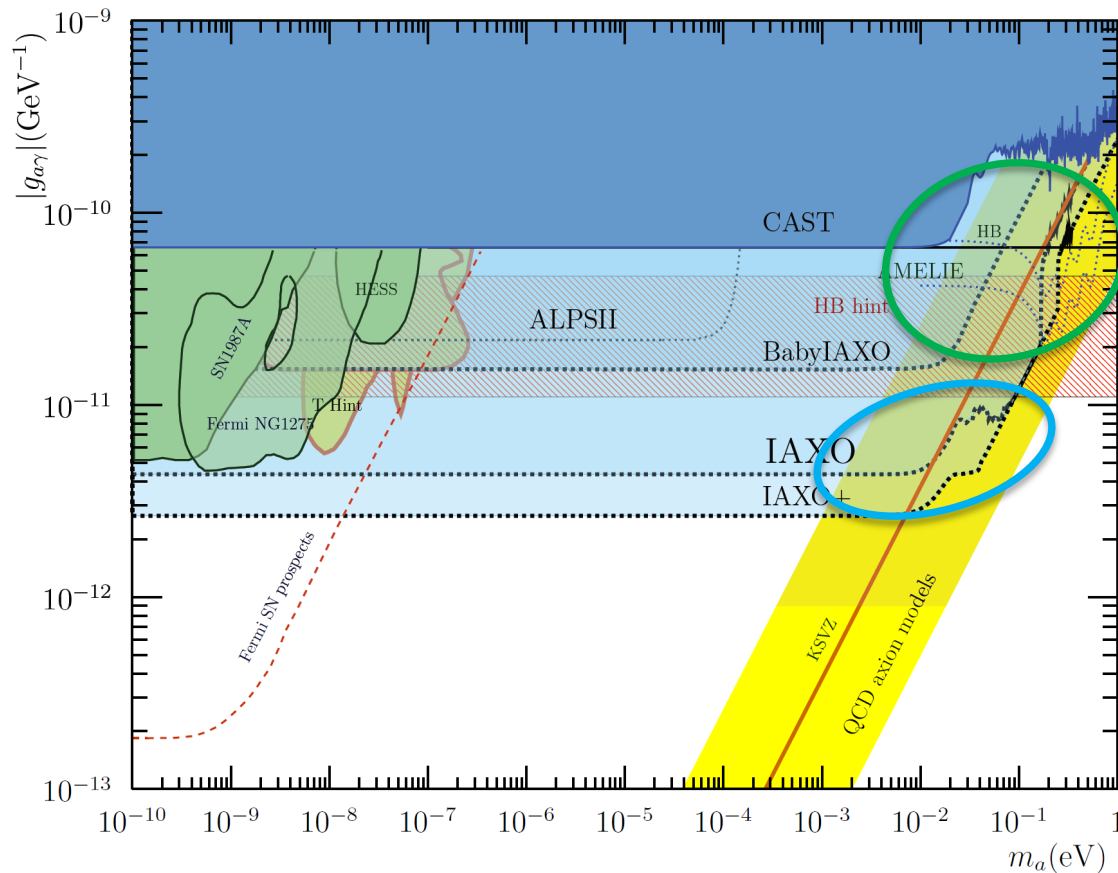 |g_{aγ}|(GeV⁻¹)
10⁻⁹
10⁻¹⁰
10⁻¹¹
10⁻¹²
10⁻¹³
CAST
HB
AMELIE
HESS
HB hint
ALPSII
SN1987A
BabyIAXO
T Hint
Fermi NG1275
IAXO
IAXO+
Fermi SN prospects
KSVZ
QCD axion models
10⁻¹⁰ 10⁻⁹ 10⁻⁸ 10⁻⁷ 10⁻⁶ 10⁻⁵ 10⁻⁴ 10⁻³ 10⁻² 10⁻¹ 1
m_a(eV)